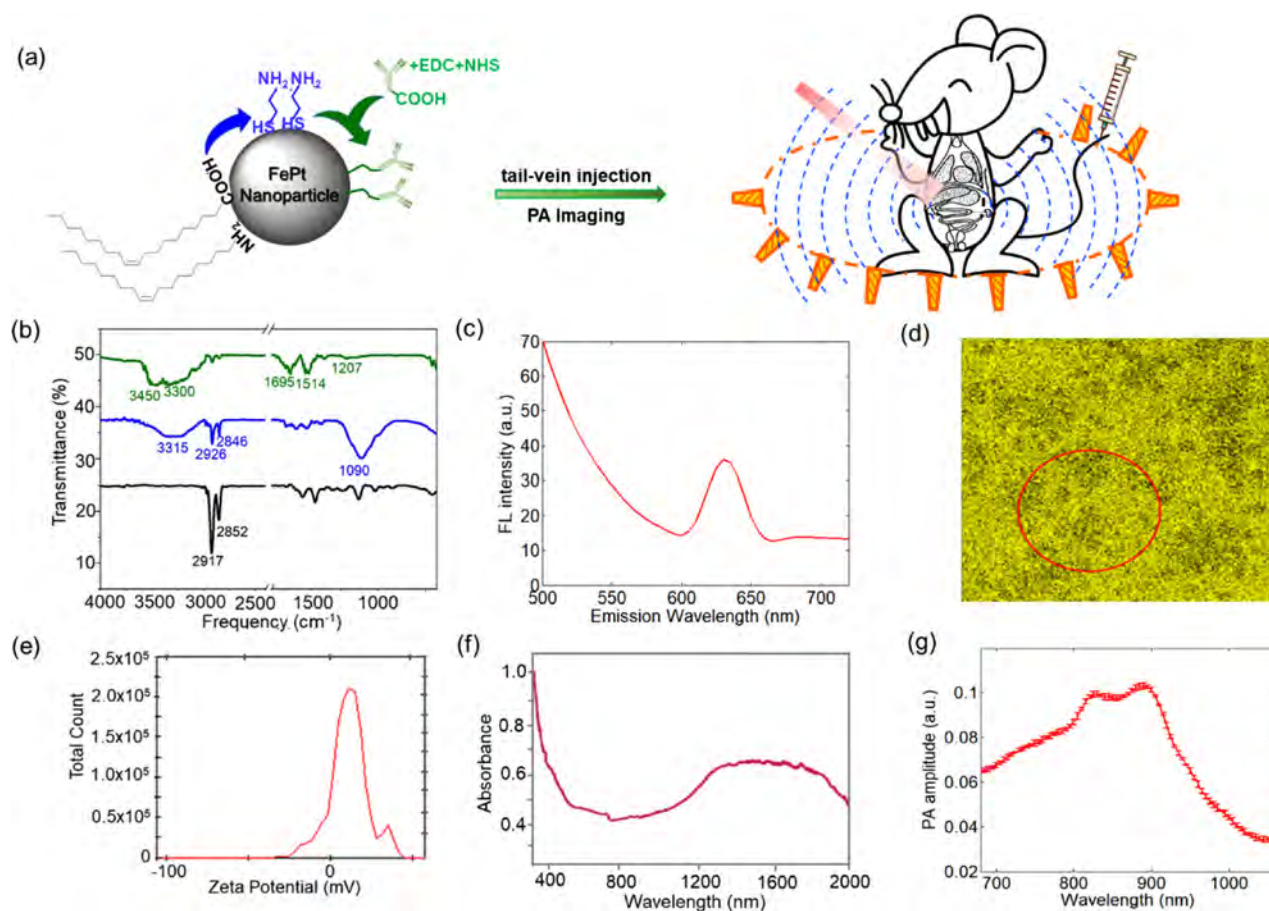 (a)
NH₂ NH₂
HS HS
+EDC+NHS
COOH
FePt
Nanoparticle
COOH
NH₂
tail-vein injection
PA Imaging
(b)
Transmittance (%)
50
40
30
20
10
3450
3300
1695
1514
1207
3315
2926
2846
1090
2917
2852
4000 3500 3000 2500 1500 1000
Frequency (cm⁻¹)
(c)
FL intensity (a.u.)
70
60
50
40
30
20
10
0
500 600 650 700
Emission Wavelength (nm)
(d)
(e)
Total Count
2.5x10⁵
2.0x10⁵
1.5x10⁵
1.0x10⁵
0.5x10⁵
0
-100 0 100
Zeta Potential (mV)
(f)
Absorbance
1.0
0.8
0.6
0.4
400 800 1200 1600 2000
Wavelength (nm)
(g)
PA amplitude (a.u.)
0.1
0.08
0.06
0.04
0.02
700 800 900 1000
Wavelength (nm)